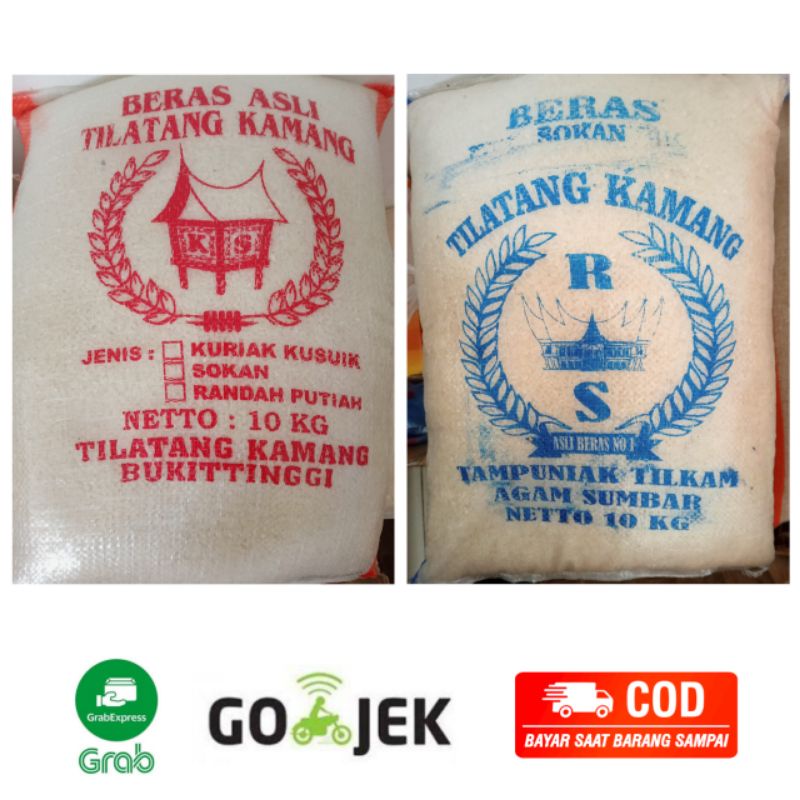 BERAS ASLI
TILATANG KAMANG
K S
JENIS : KURIAK KUSUIK
SOKAN
RANDAH PUTIAH
NETTO : 10 KG
TILATANG KAMANG
BUKITTINGGI
BERAS
SOKAN
TILATANG KAMANG
R
S
ASLI BERAS NO 1
TAMPUNIAK TILKAM
AGAM SUMBAR
NETTO 10 KG
GrabExpress
Grab
GOJEK
COD
BAYAR SAAT BARANG SAMPAI